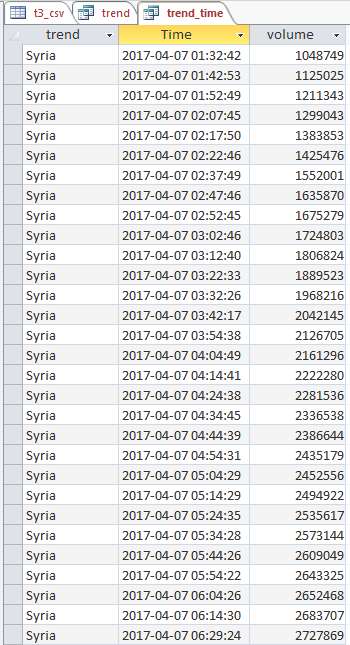 t3_csv trend trend_time
trend Time volume
Syria 2017-04-07 01:32:42 1048749
Syria 2017-04-07 01:42:53 1125025
Syria 2017-04-07 01:52:49 1211343
Syria 2017-04-07 02:07:45 1299043
Syria 2017-04-07 02:17:50 1383853
Syria 2017-04-07 02:22:46 1425476
Syria 2017-04-07 02:37:49 1552001
Syria 2017-04-07 02:47:46 1635870
Syria 2017-04-07 02:52:45 1675279
Syria 2017-04-07 03:02:46 1724803
Syria 2017-04-07 03:12:40 1806824
Syria 2017-04-07 03:22:33 1889523
Syria 2017-04-07 03:32:26 1968216
Syria 2017-04-07 03:42:17 2042145
Syria 2017-04-07 03:54:38 2126705
Syria 2017-04-07 04:04:49 2161296
Syria 2017-04-07 04:14:41 2222280
Syria 2017-04-07 04:24:38 2281536
Syria 2017-04-07 04:34:45 2336538
Syria 2017-04-07 04:44:39 2386644
Syria 2017-04-07 04:54:31 2435179
Syria 2017-04-07 05:04:29 2452556
Syria 2017-04-07 05:14:29 2494922
Syria 2017-04-07 05:24:35 2535617
Syria 2017-04-07 05:34:28 2573144
Syria 2017-04-07 05:44:26 2609049
Syria 2017-04-07 05:54:22 2643325
Syria 2017-04-07 06:04:26 2652468
Syria 2017-04-07 06:14:30 2683707
Syria 2017-04-07 06:29:24 2727869